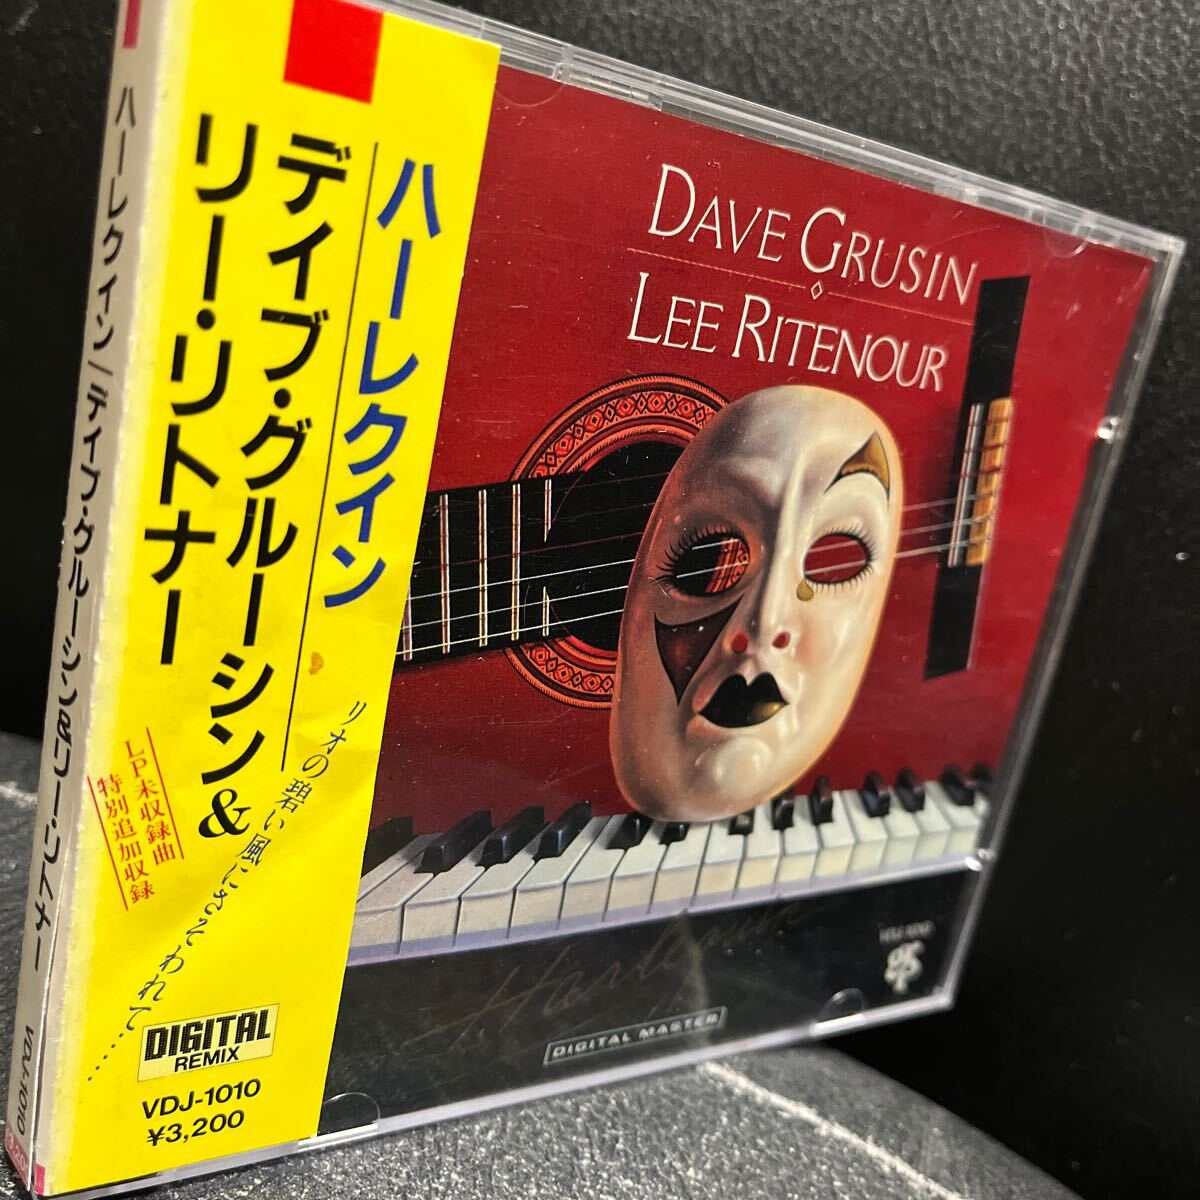 ハーレクイン/デイブ・グルーシン&リー・リトナー
VDJ-1010
ハーレクイン
デイブ・グルーシン&
リー・リトナー
リオの碧い風にさそわれて……
LP未収録曲
特別追加収録
DIGITAL
REMIX
VDJ-1010
¥3,200
DAVE GRUSIN
LEE RITENOUR
Harlequin
VDJ-1010
DIGITAL MASTER